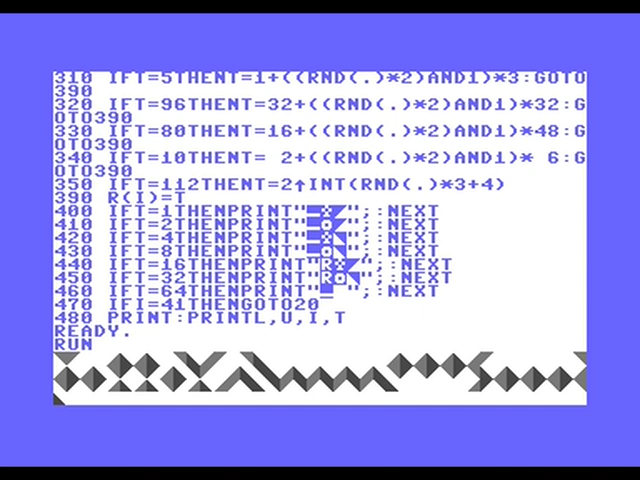 310 IFT=5THENT=1+((RND(.)*2)AND1)*3:GOTO
390
320 IFT=96THENT=32+((RND(.)*2)AND1)*32:G
OTO390
330 IFT=80THENT=16+((RND(.)*2)AND1)*48:G
OTO390
340 IFT=10THENT= 2+((RND(.)*2)AND1)* 6:G
OTO390
350 IFT=112THENT=2↑INT(RND(.)*3+4)
390 R(I)=T
400 IFT=1THENPRINT"";:NEXT
410 IFT=2THENPRINT"";:NEXT
420 IFT=4THENPRINT"";:NEXT
430 IFT=8THENPRINT"";:NEXT
440 IFT=16THENPRINT"";:NEXT
450 IFT=32THENPRINT"";:NEXT
460 IFT=64THENPRINT"";:NEXT
470 IFI=41THENGOTO20
480 PRINT:PRINTL,U,I,T
READY.
RUN